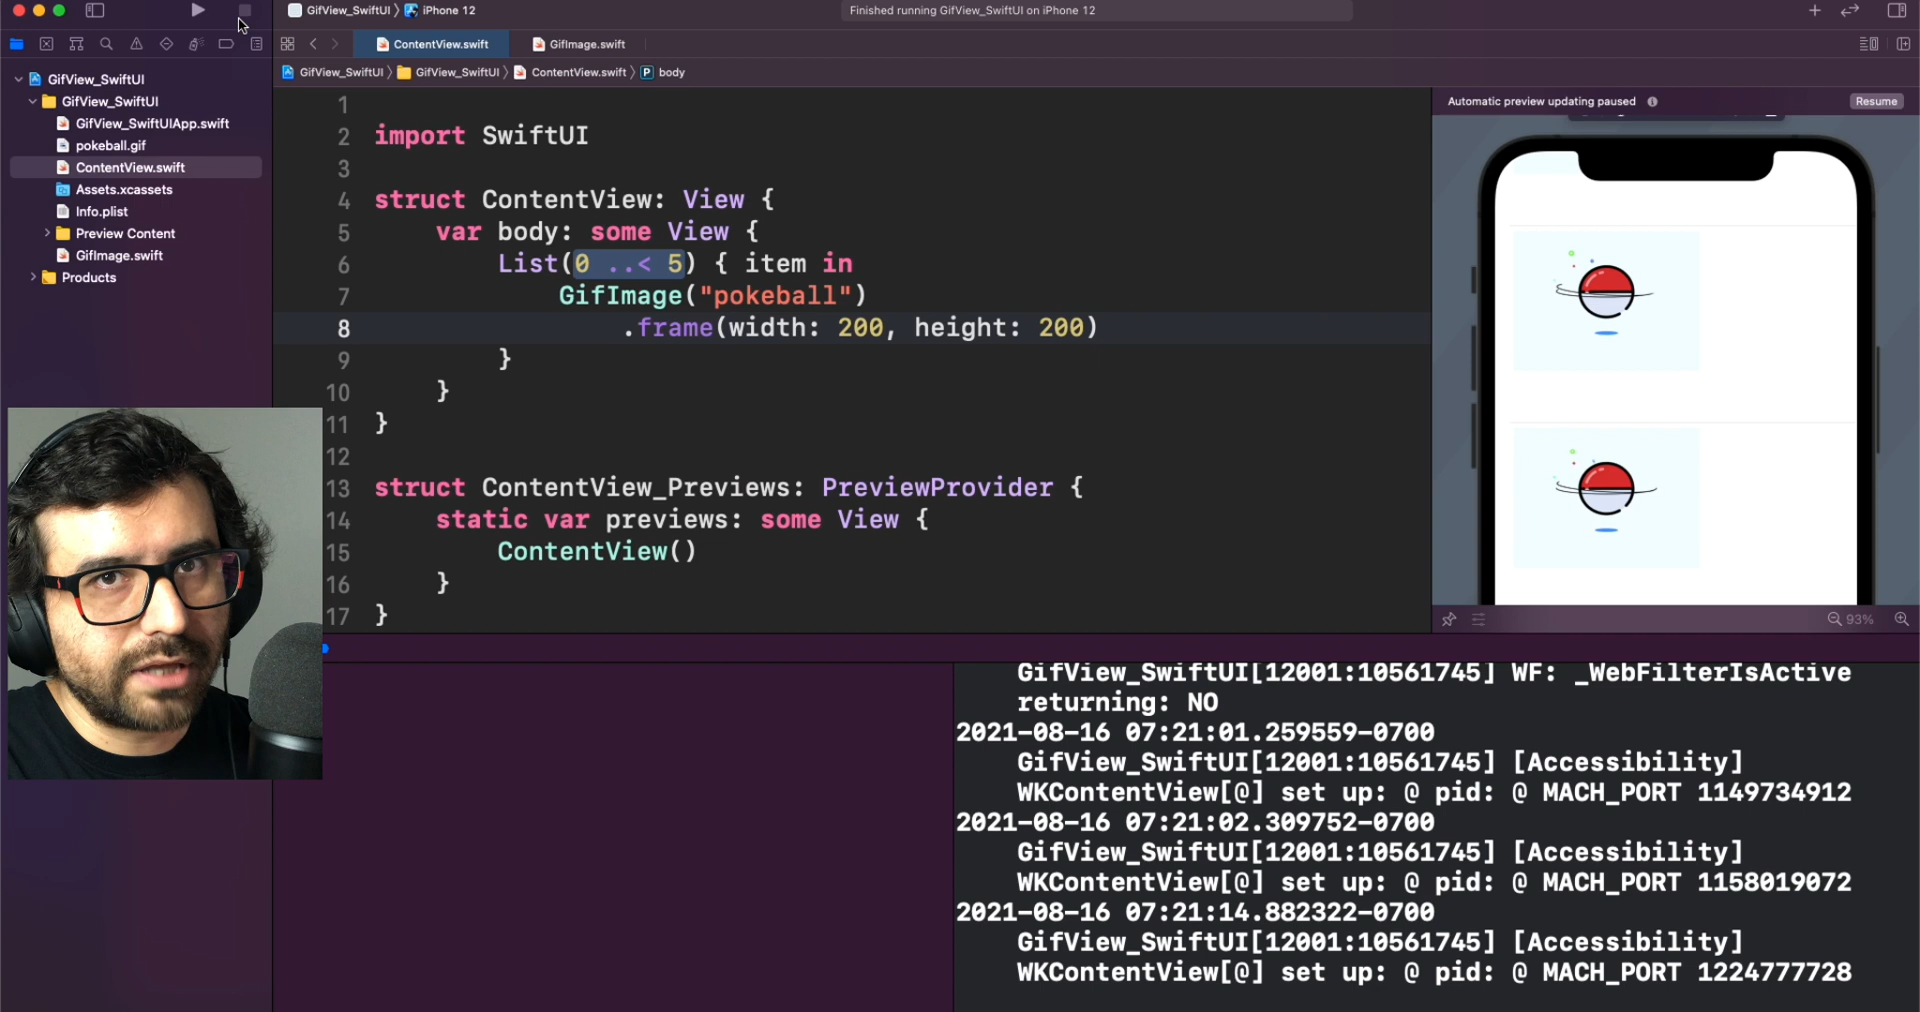 GifView_SwiftUI 〉 iPhone 12
Finished running GifView_SwiftUI on iPhone 12
ContentView.swift
GifImage.swift
GifView_SwiftUI 〉 GifView_SwiftUI 〉 ContentView.swift 〉 P body
GifView_SwiftUI
GifView_SwiftUI
GifView_SwiftUIApp.swift
pokeball.gif
ContentView.swift
Assets.xcassets
Info.plist
Preview Content
GifImage.swift
Products
1
2 import SwiftUI
3
4 struct ContentView: View {
5 var body: some View {
6 List(0 ..< 5) { item in
7 GifImage("pokeball")
8 .frame(width: 200, height: 200)
9 }
10 }
11 }
12
13 struct ContentView_Previews: PreviewProvider {
14 static var previews: some View {
15 ContentView()
16 }
17 }
Automatic preview updating paused
Resume
93%
GifView_SwiftUI[12001:10561745] WF: _WebFilterIsActive
returning: NO
2021-08-16 07:21:01.259559-0700
GifView_SwiftUI[12001:10561745] [Accessibility]
WKContentView[@] set up: @ pid: @ MACH_PORT 1149734912
2021-08-16 07:21:02.309752-0700
GifView_SwiftUI[12001:10561745] [Accessibility]
WKContentView[@] set up: @ pid: @ MACH_PORT 1158019072
2021-08-16 07:21:14.882322-0700
GifView_SwiftUI[12001:10561745] [Accessibility]
WKContentView[@] set up: @ pid: @ MACH_PORT 1224777728